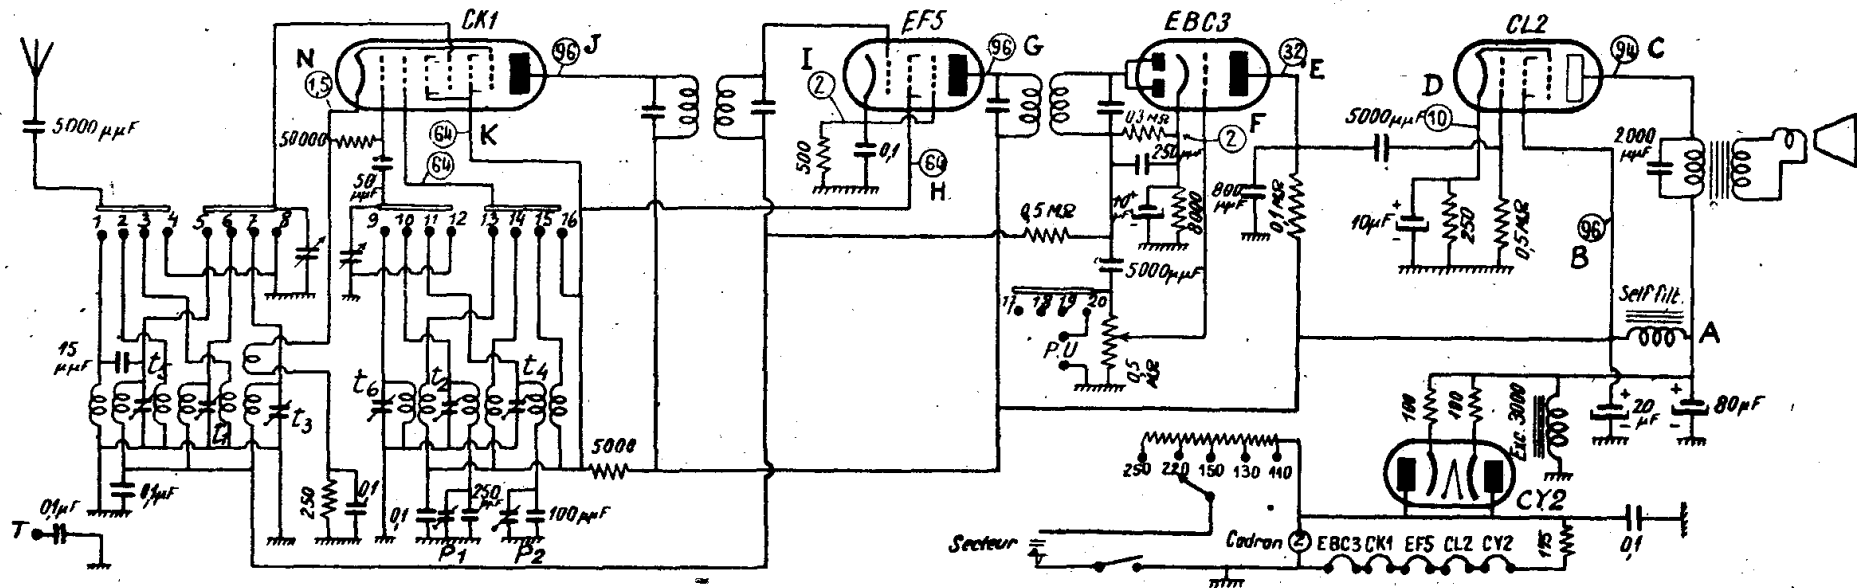 CK1
EF5
EBC3
CL2
N
1,5
96 J
I
2
96 G
32
E
94 C
D
5000 µµF
50000
64 K
64
50 µµF
500
0,1
64
H
0,3 MΩ
2
F
250 µµF
5000 µµF
10
2000 µµF
1 2 3 4
5 6 7 8
9 10 11 12
13 14 15 16
0,5 MΩ
10 µF
+
-
8000
800 µµF
0,1 MΩ
10 µF
+
-
250
0,5 MΩ
96
B
5000 µµF
17 18 19 20
P.U
0,5 MΩ
Self filt.
A
15 µµF
t5
t1
t3
t6
t2
t4
5000
100
100
Exc. 3000
+
20 µF
-
+
80 µF
-
250 220 150 130 110
CY2
0,1 µF
T
0,1 µF
250
0,1
0,1
250 µµF
P1
P2
100 µµF
Secteur
Cadran
2
EBC3 CK1 EF5 CL2 CY2
175
0,1